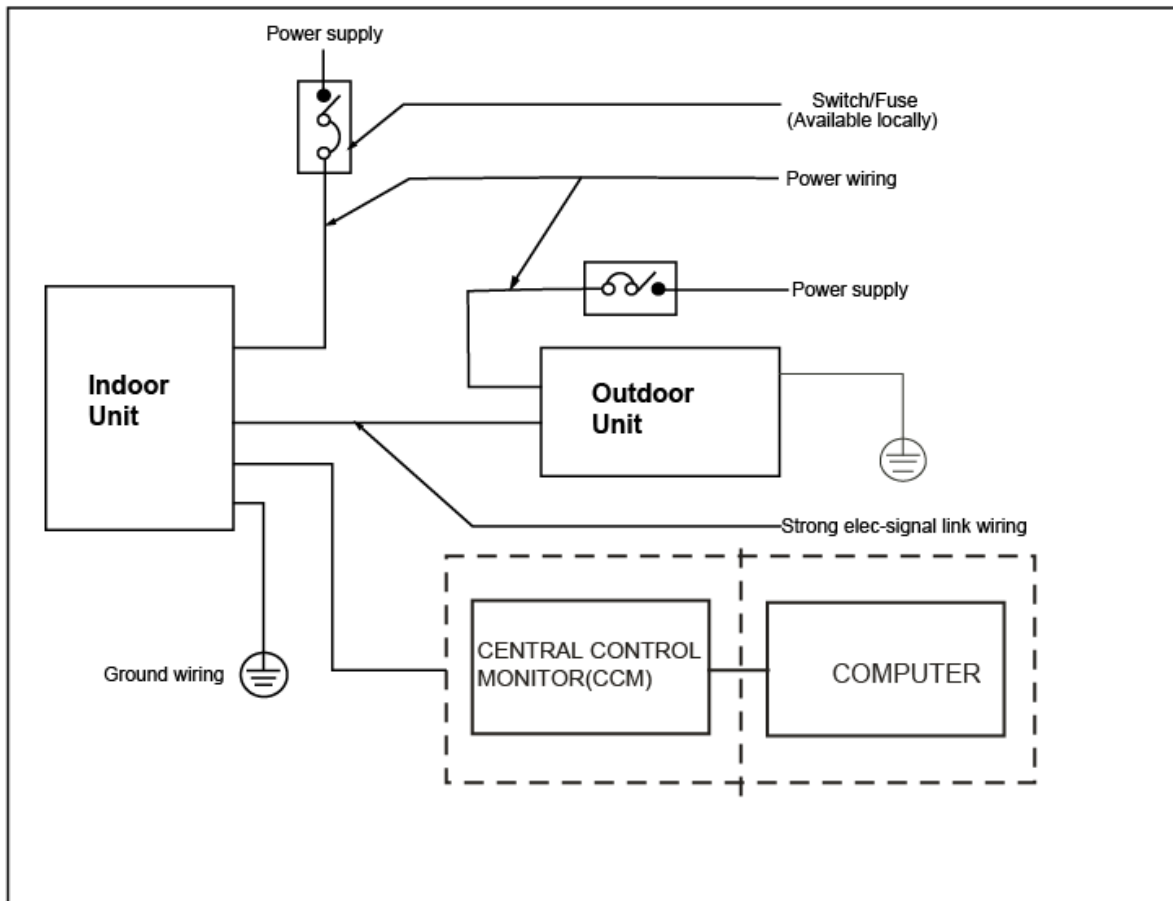 Power supply
Switch/Fuse
(Available locally)
Power wiring
Power supply
Indoor
Unit
Outdoor
Unit
Strong elec-signal link wiring
CENTRAL CONTROL
MONITOR(CCM)
COMPUTER
Ground wiring